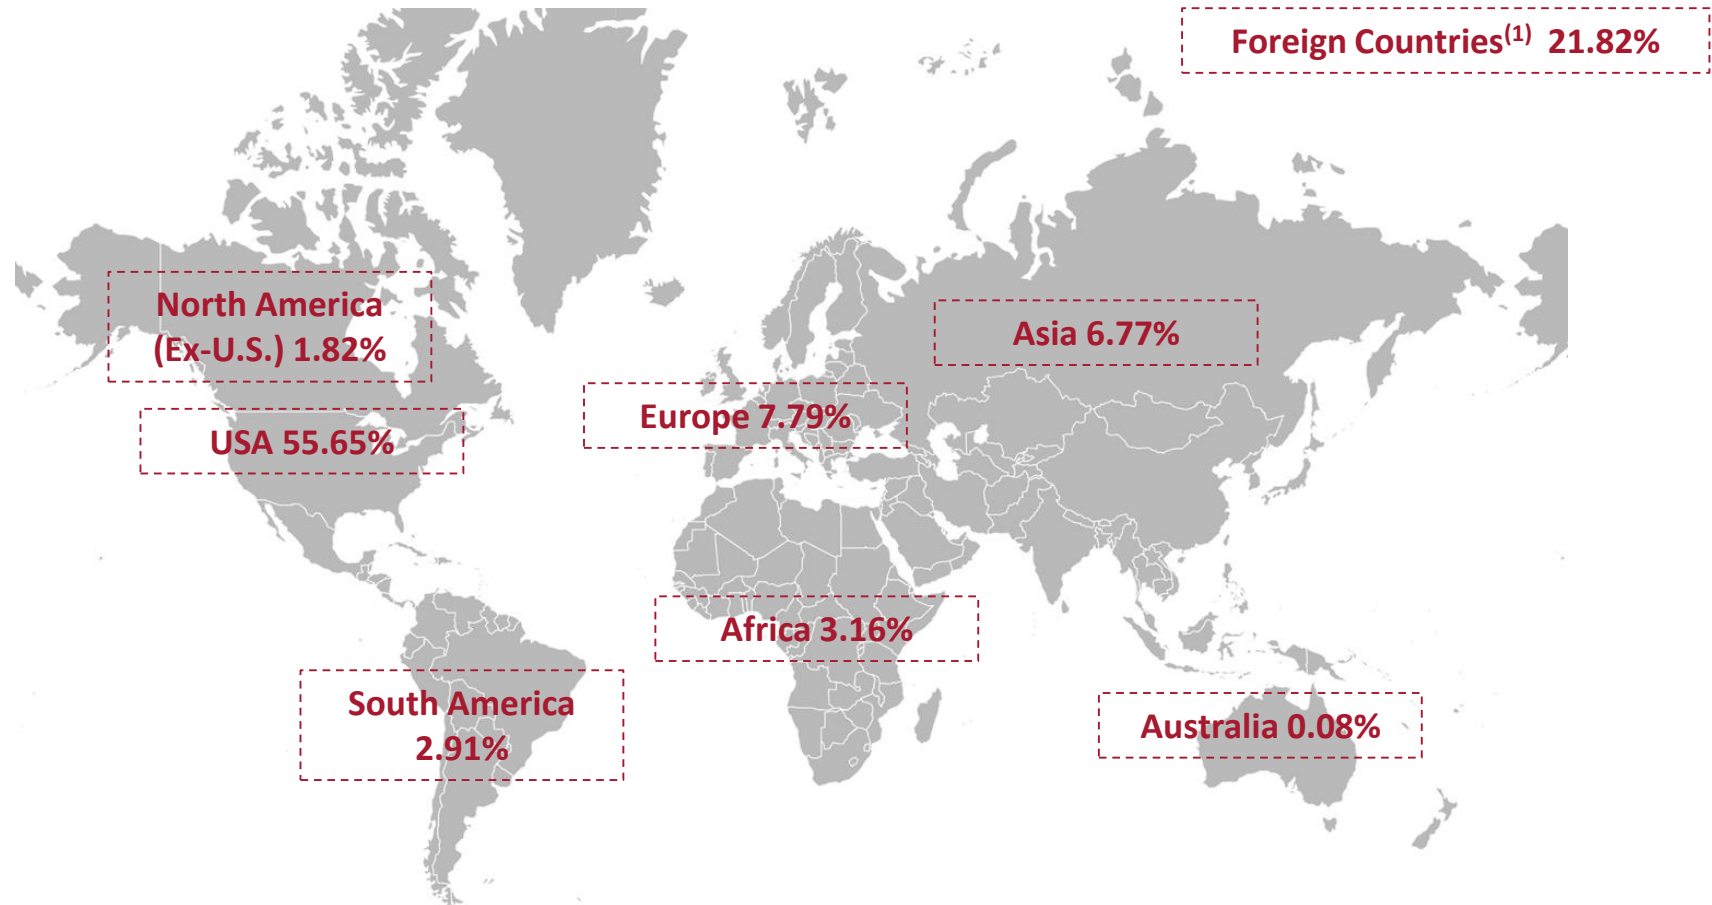 Foreign Countries(1) 21.82%
North America
(Ex-U.S.) 1.82%
Asia 6.77%
Europe 7.79%
USA 55.65%
Africa 3.16%
South America
2.91%
Australia 0.08%